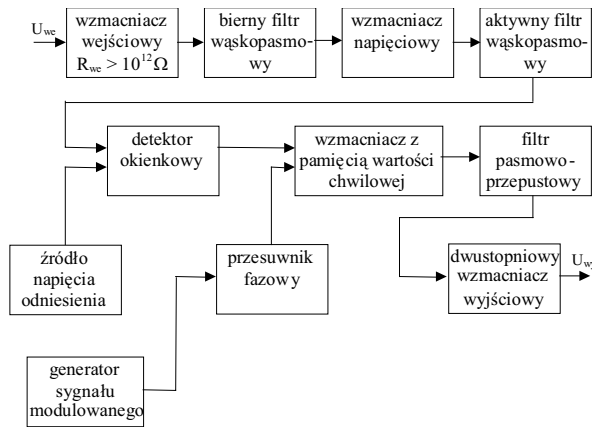 U_we
wzmacniacz
wejściowy
R_we > 10^12 Ω
bierny filtr
wąskopasmo-
wy
wzmacniacz
napięciowy
aktywny filtr
wąskopasmo-
wy
detektor
okienkowy
wzmacniacz z
pamięcią wartości
chwilowej
filtr
pasmowo-
przepustowy
źródło
napięcia
odniesienia
przesuwnik
fazowy
dwustopniowy
wzmacniacz
wyjściowy
U_wy
generator
sygnału
modulowanego